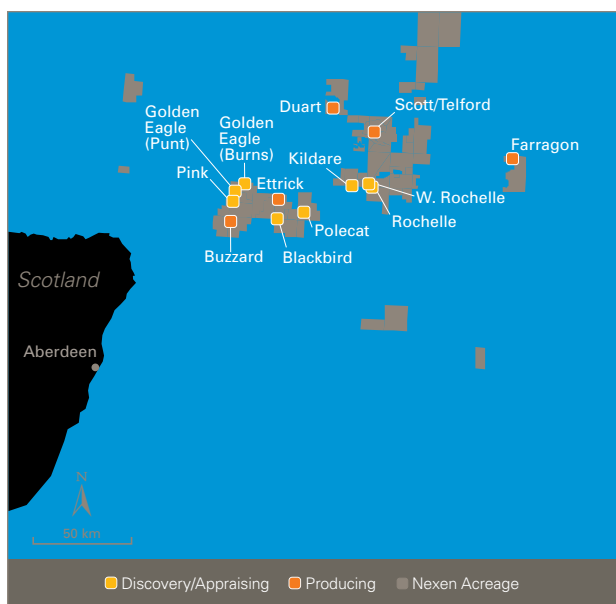 Duart
Scott/Telford
Golden
Eagle
(Punt)
Golden
Eagle
(Burns)
Farragon
Kildare
Pink
Ettrick
W. Rochelle
Rochelle
Polecat
Buzzard
Blackbird
Scotland
Aberdeen
N
50 km
Discovery/Appraising
Producing
Nexen Acreage